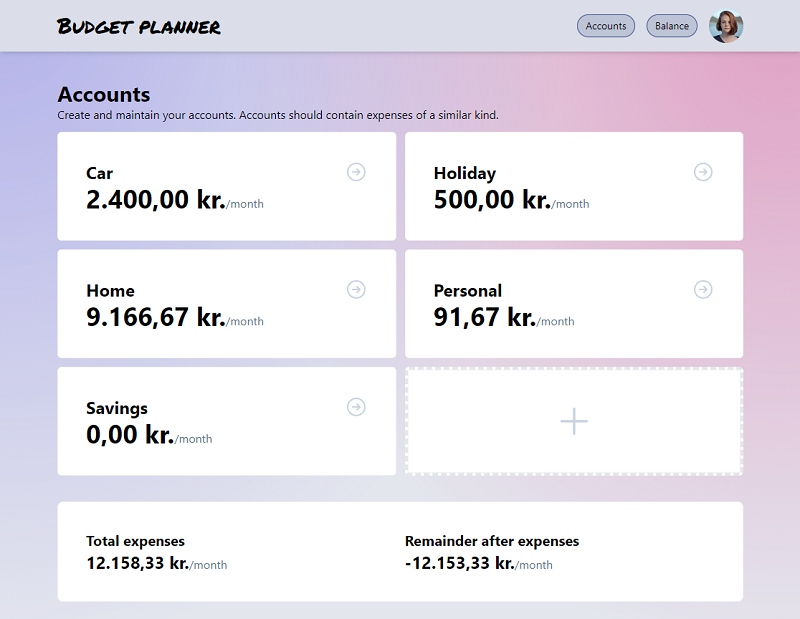 Budget planner
Accounts
Balance
Accounts
Create and maintain your accounts. Accounts should contain expenses of a similar kind.
Car
2.400,00 kr./month
Holiday
500,00 kr./month
Home
9.166,67 kr./month
Personal
91,67 kr./month
Savings
0,00 kr./month
Total expenses
12.158,33 kr./month
Remainder after expenses
-12.153,33 kr./month